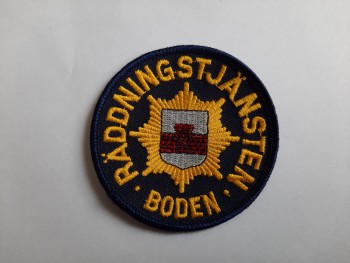 RÄDDNINGSTJÄNSTEN
· BODEN ·